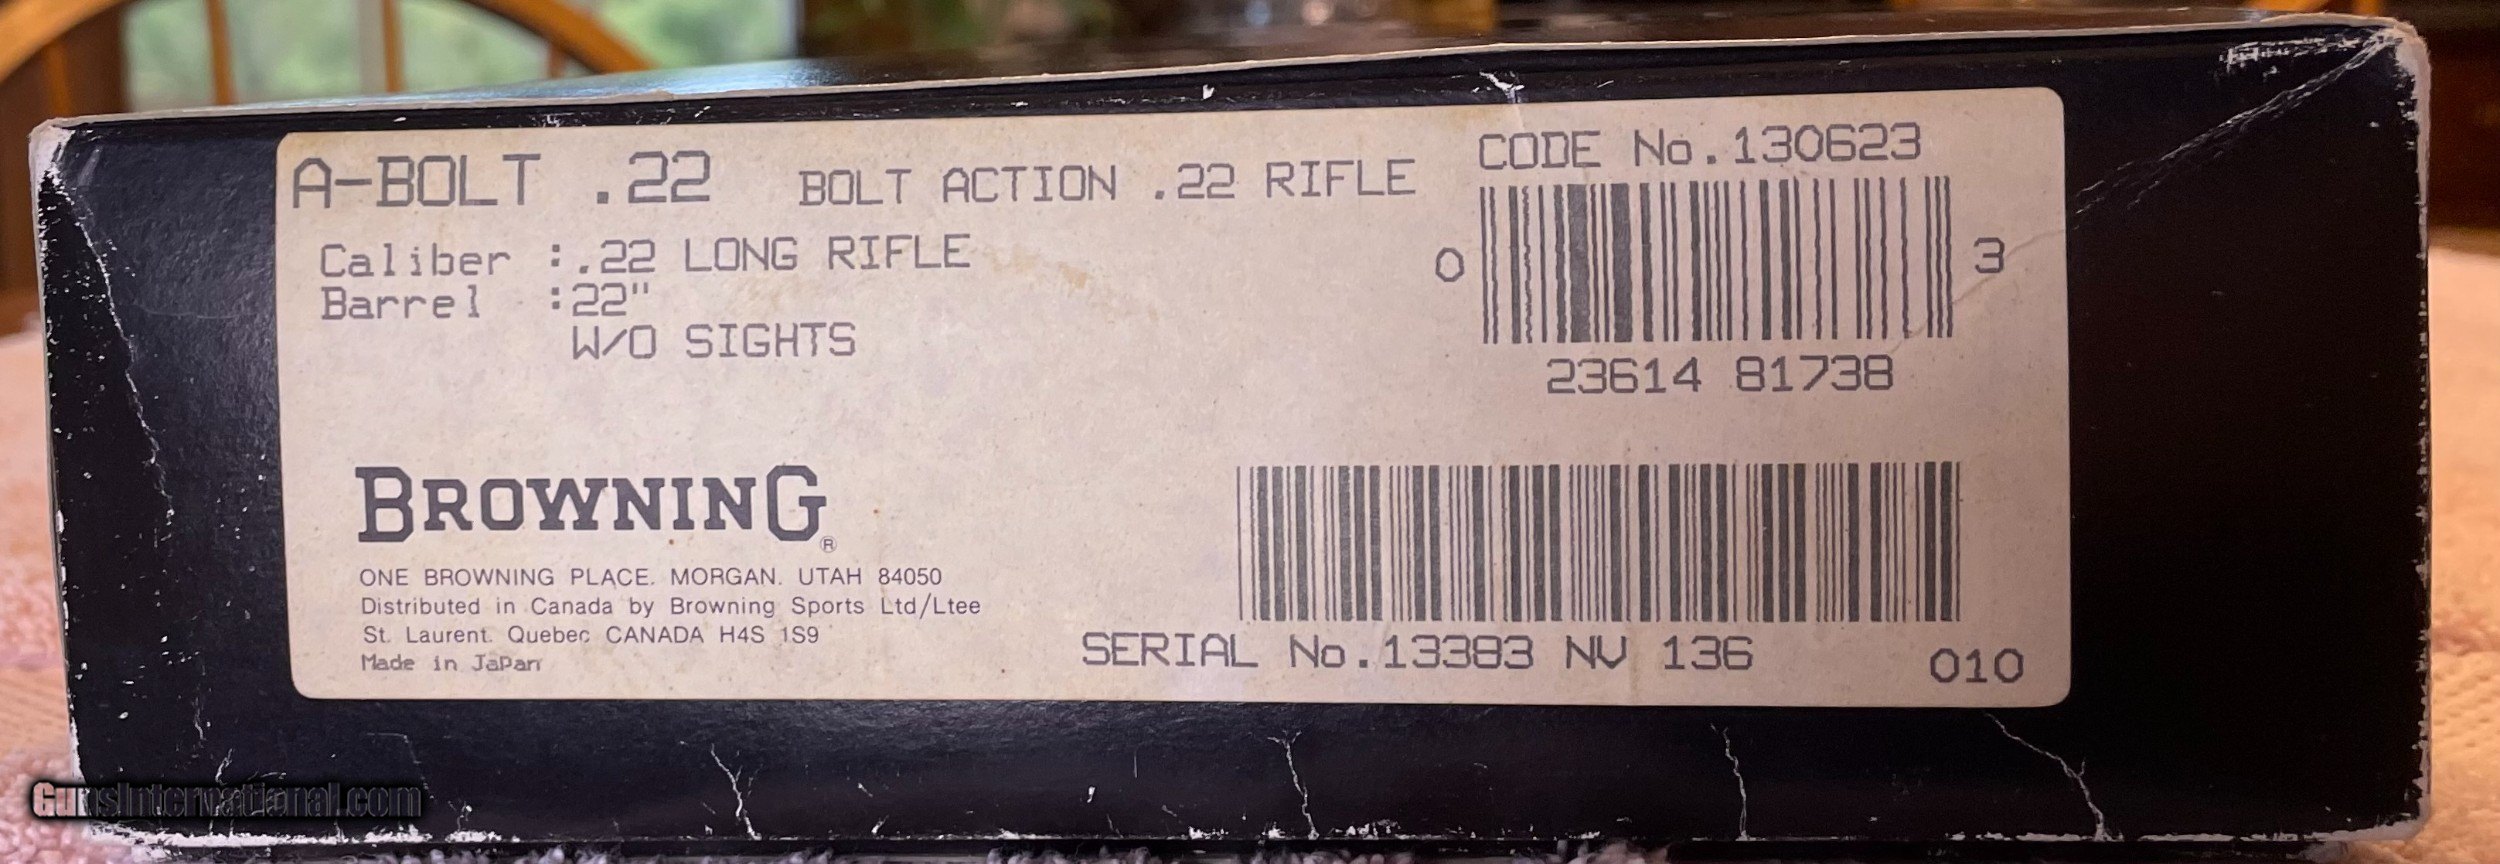 A-BOLT .22 BOLT ACTION .22 RIFLE
CODE No.130623
Caliber :.22 LONG RIFLE
Barrel :22"
W/O SIGHTS
0 3
23614 81738
BROWNING®
ONE BROWNING PLACE. MORGAN. UTAH 84050
Distributed in Canada by Browning Sports Ltd/Ltee
St. Laurent. Quebec CANADA H4S 1S9
Made in JaPan
SERIAL No.13383 NV 136
010
GunsInternational.com